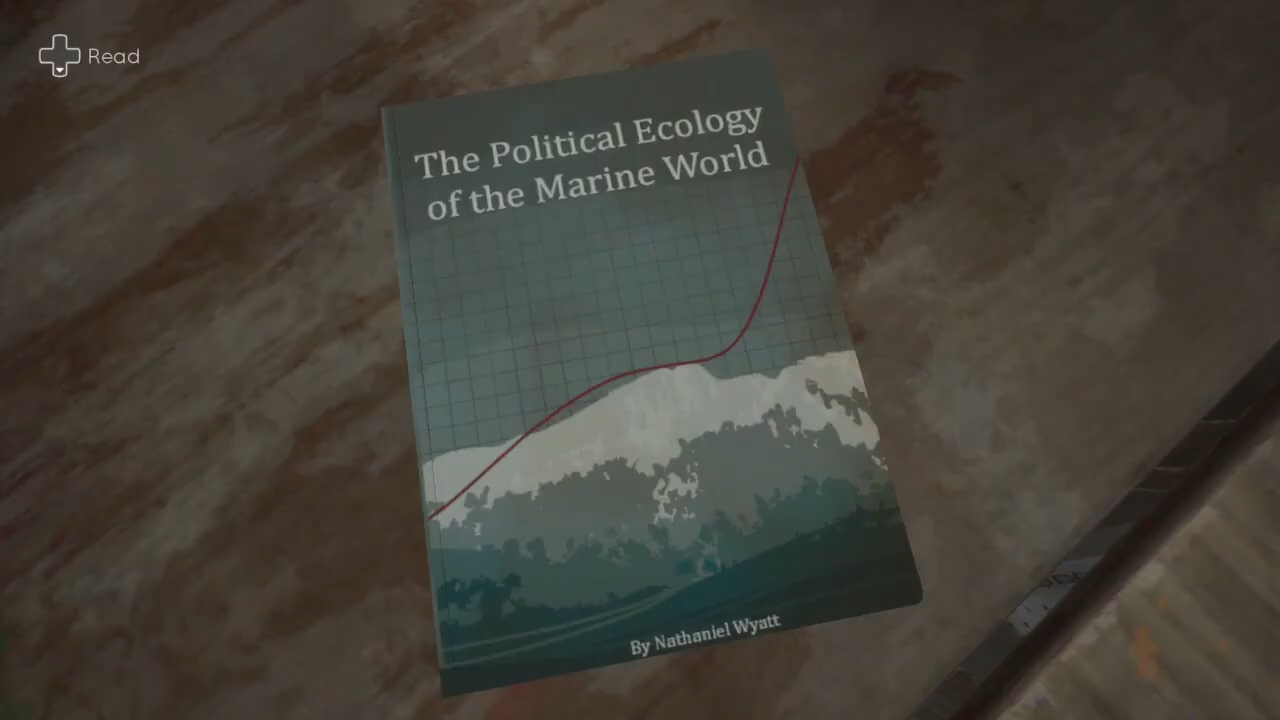 Read
The Political Ecology
of the Marine World
By Nathaniel Wyatt